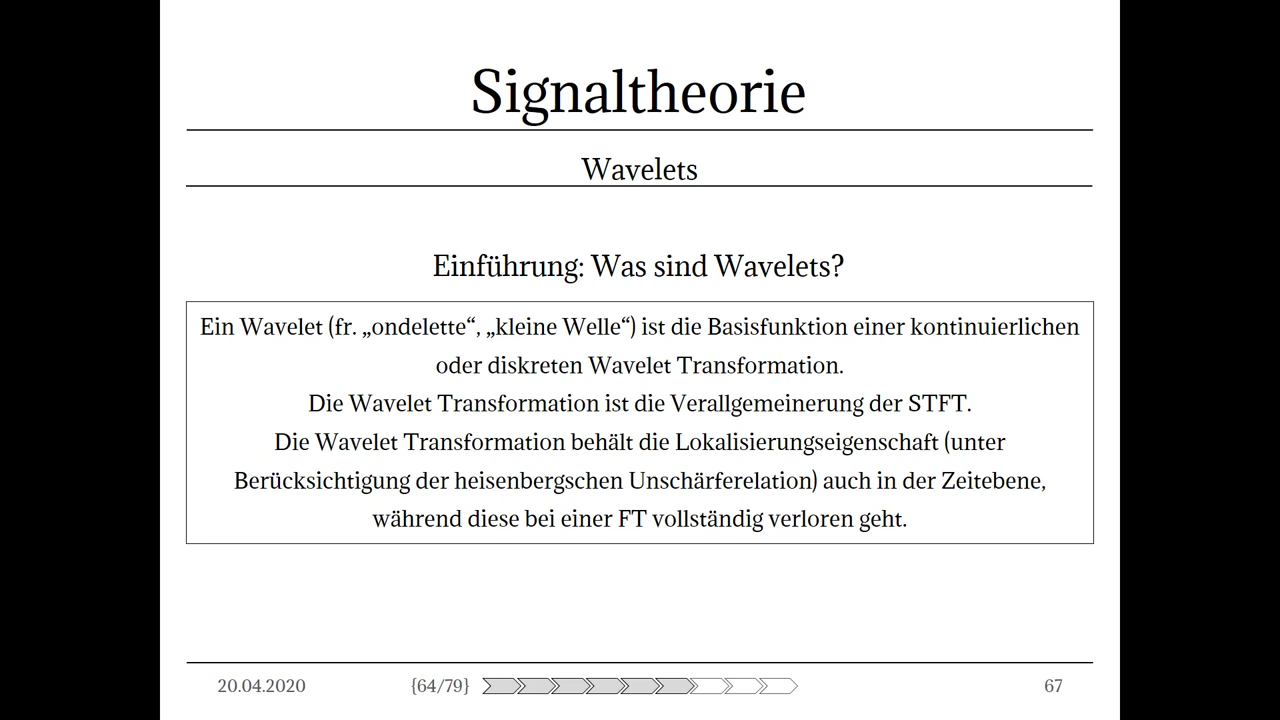 Signaltheorie
Wavelets
Einführung: Was sind Wavelets?
Ein Wavelet (fr. „ondelette“, „kleine Welle“) ist die Basisfunktion einer kontinuierlichen
oder diskreten Wavelet Transformation.
Die Wavelet Transformation ist die Verallgemeinerung der STFT.
Die Wavelet Transformation behält die Lokalisierungseigenschaft (unter
Berücksichtigung der heisenbergschen Unschärferelation) auch in der Zeitebene,
während diese bei einer FT vollständig verloren geht.
20.04.2020 {64/79} 67